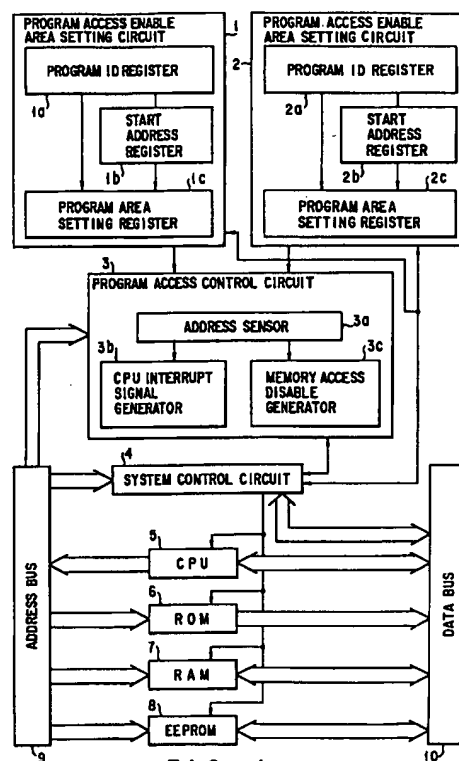 PROGRAM ACCESS ENABLE
AREA SETTING CIRCUIT
1
PROGRAM ID REGISTER
1a
START
ADDRESS
REGISTER
1b
1c
PROGRAM AREA
SETTING REGISTER
PROGRAM ACCESS ENABLE
AREA SETTING CIRCUIT
2
PROGRAM ID REGISTER
2a
START
ADDRESS
REGISTER
2b
2c
PROGRAM AREA
SETTING REGISTER
3
PROGRAM ACCESS CONTROL CIRCUIT
ADDRESS SENSOR
3a
3b
CPU INTERRUPT
SIGNAL
GENERATOR
3c
MEMORY ACCESS
DISABLE
GENERATOR
4
SYSTEM CONTROL CIRCUIT
5
CPU
6
ROM
7
RAM
8
EEPROM
ADDRESS BUS
9
DATA BUS
10